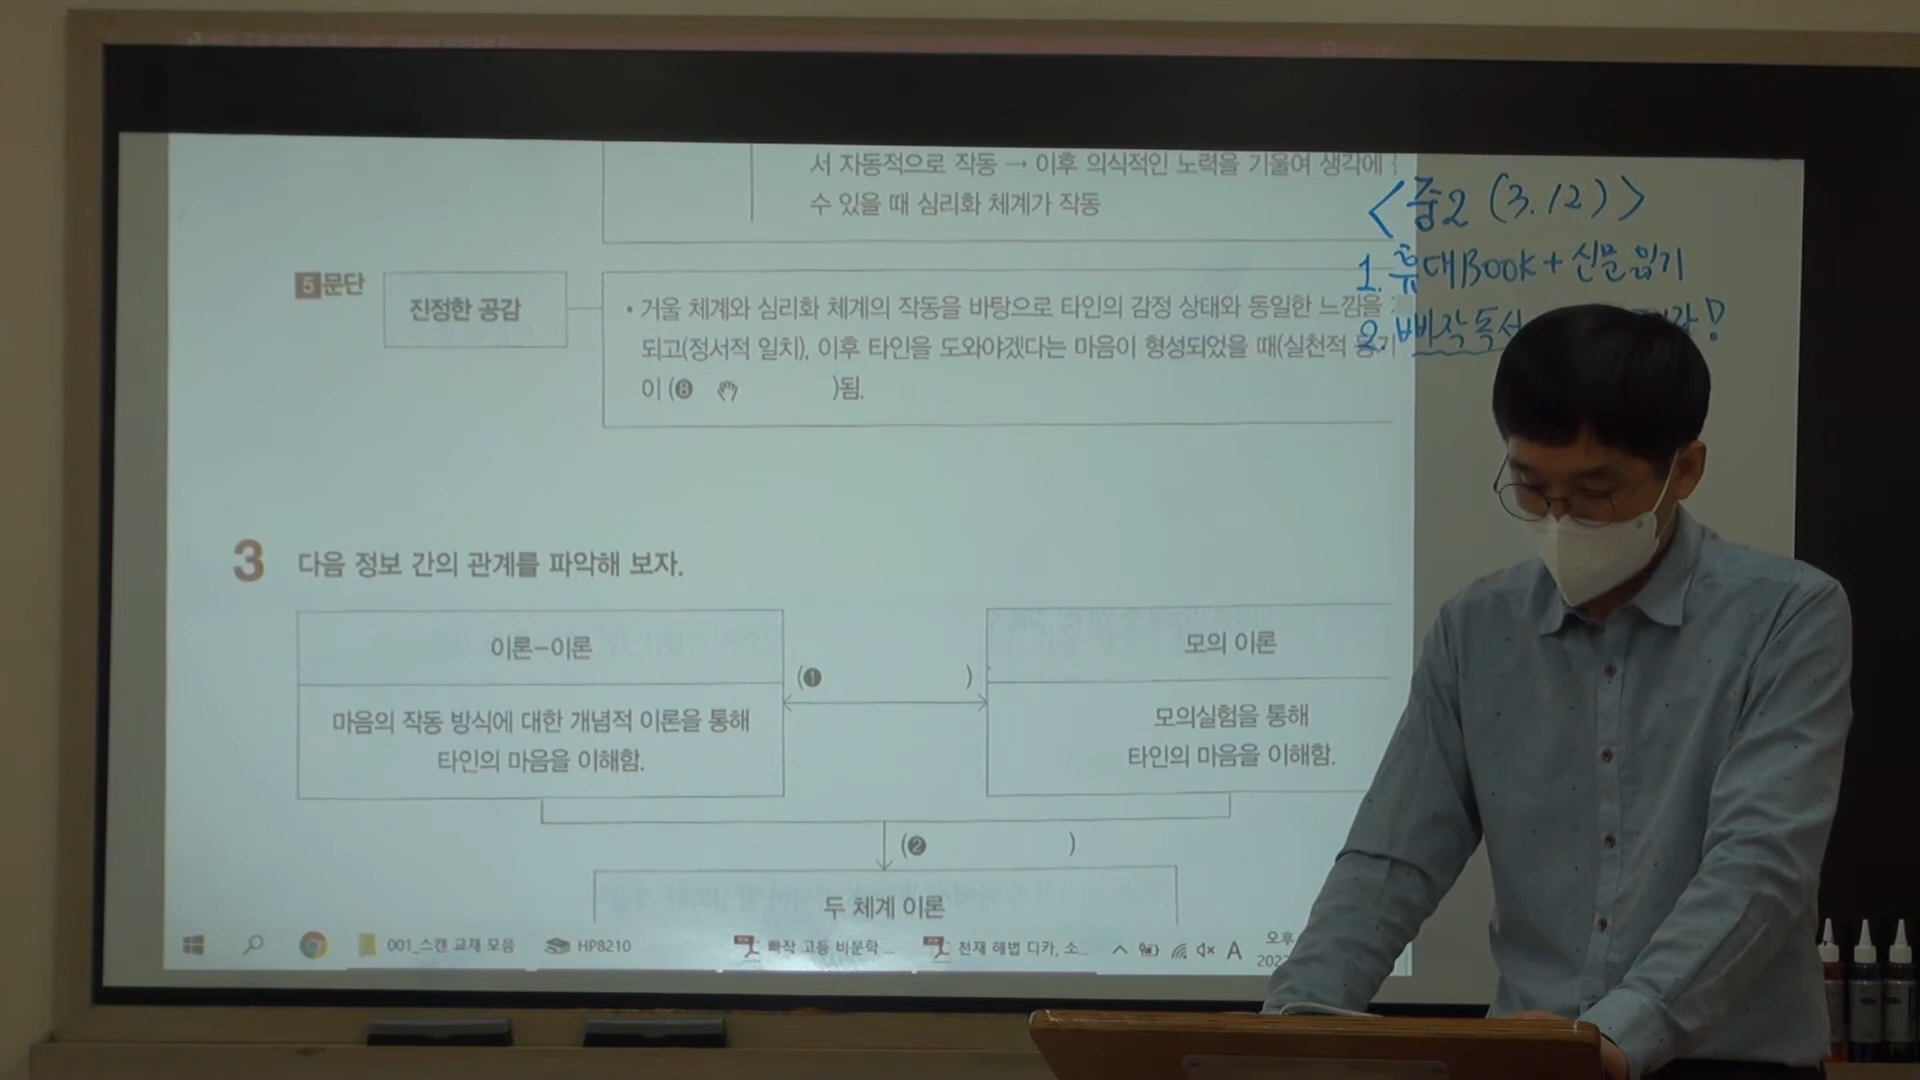 서 자동적으로 작동 → 이후 의식적인 노력을 기울여 생각에
수 있을 때 심리화 체계가 작동
5문단
진정한 공감
• 거울 체계와 심리화 체계의 작동을 바탕으로 타인의 감정 상태와 동일한 느낌을
되고(정서적 일치), 이후 타인을 도와야겠다는 마음이 형성되었을 때(실천적 동기
이 (❽ )됨.
<중2 (3.12)>
1. 휴대BOOK+신문 읽기
2. 빠작독서
3 다음 정보 간의 관계를 파악해 보자.
이론-이론
마음의 작동 방식에 대한 개념적 이론을 통해
타인의 마음을 이해함.
(❶ )
모의 이론
모의실험을 통해
타인의 마음을 이해함.
(❷ )
두 체계 이론
001_스캔 교재 모음 HP8210 빠작 고등 비문학 ... 천재 해법 디카, 소... A 오후
202